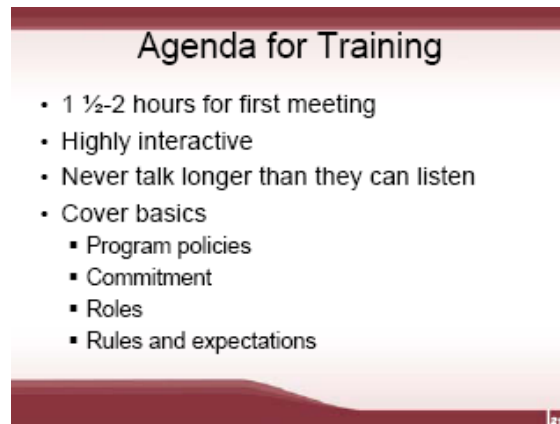 Agenda for Training
• 1 ½-2 hours for first meeting
• Highly interactive
• Never talk longer than they can listen
• Cover basics
▪ Program policies
▪ Commitment
▪ Roles
▪ Rules and expectations